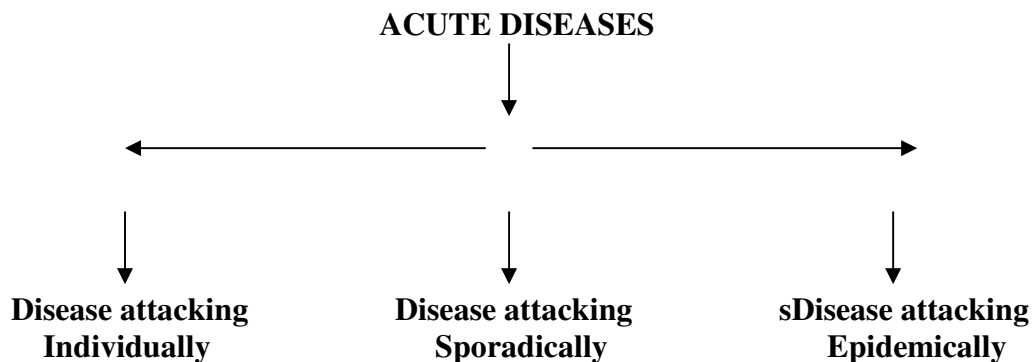 ACUTE DISEASES
Disease attacking
Individually
Disease attacking
Sporadically
sDisease attacking
Epidemically